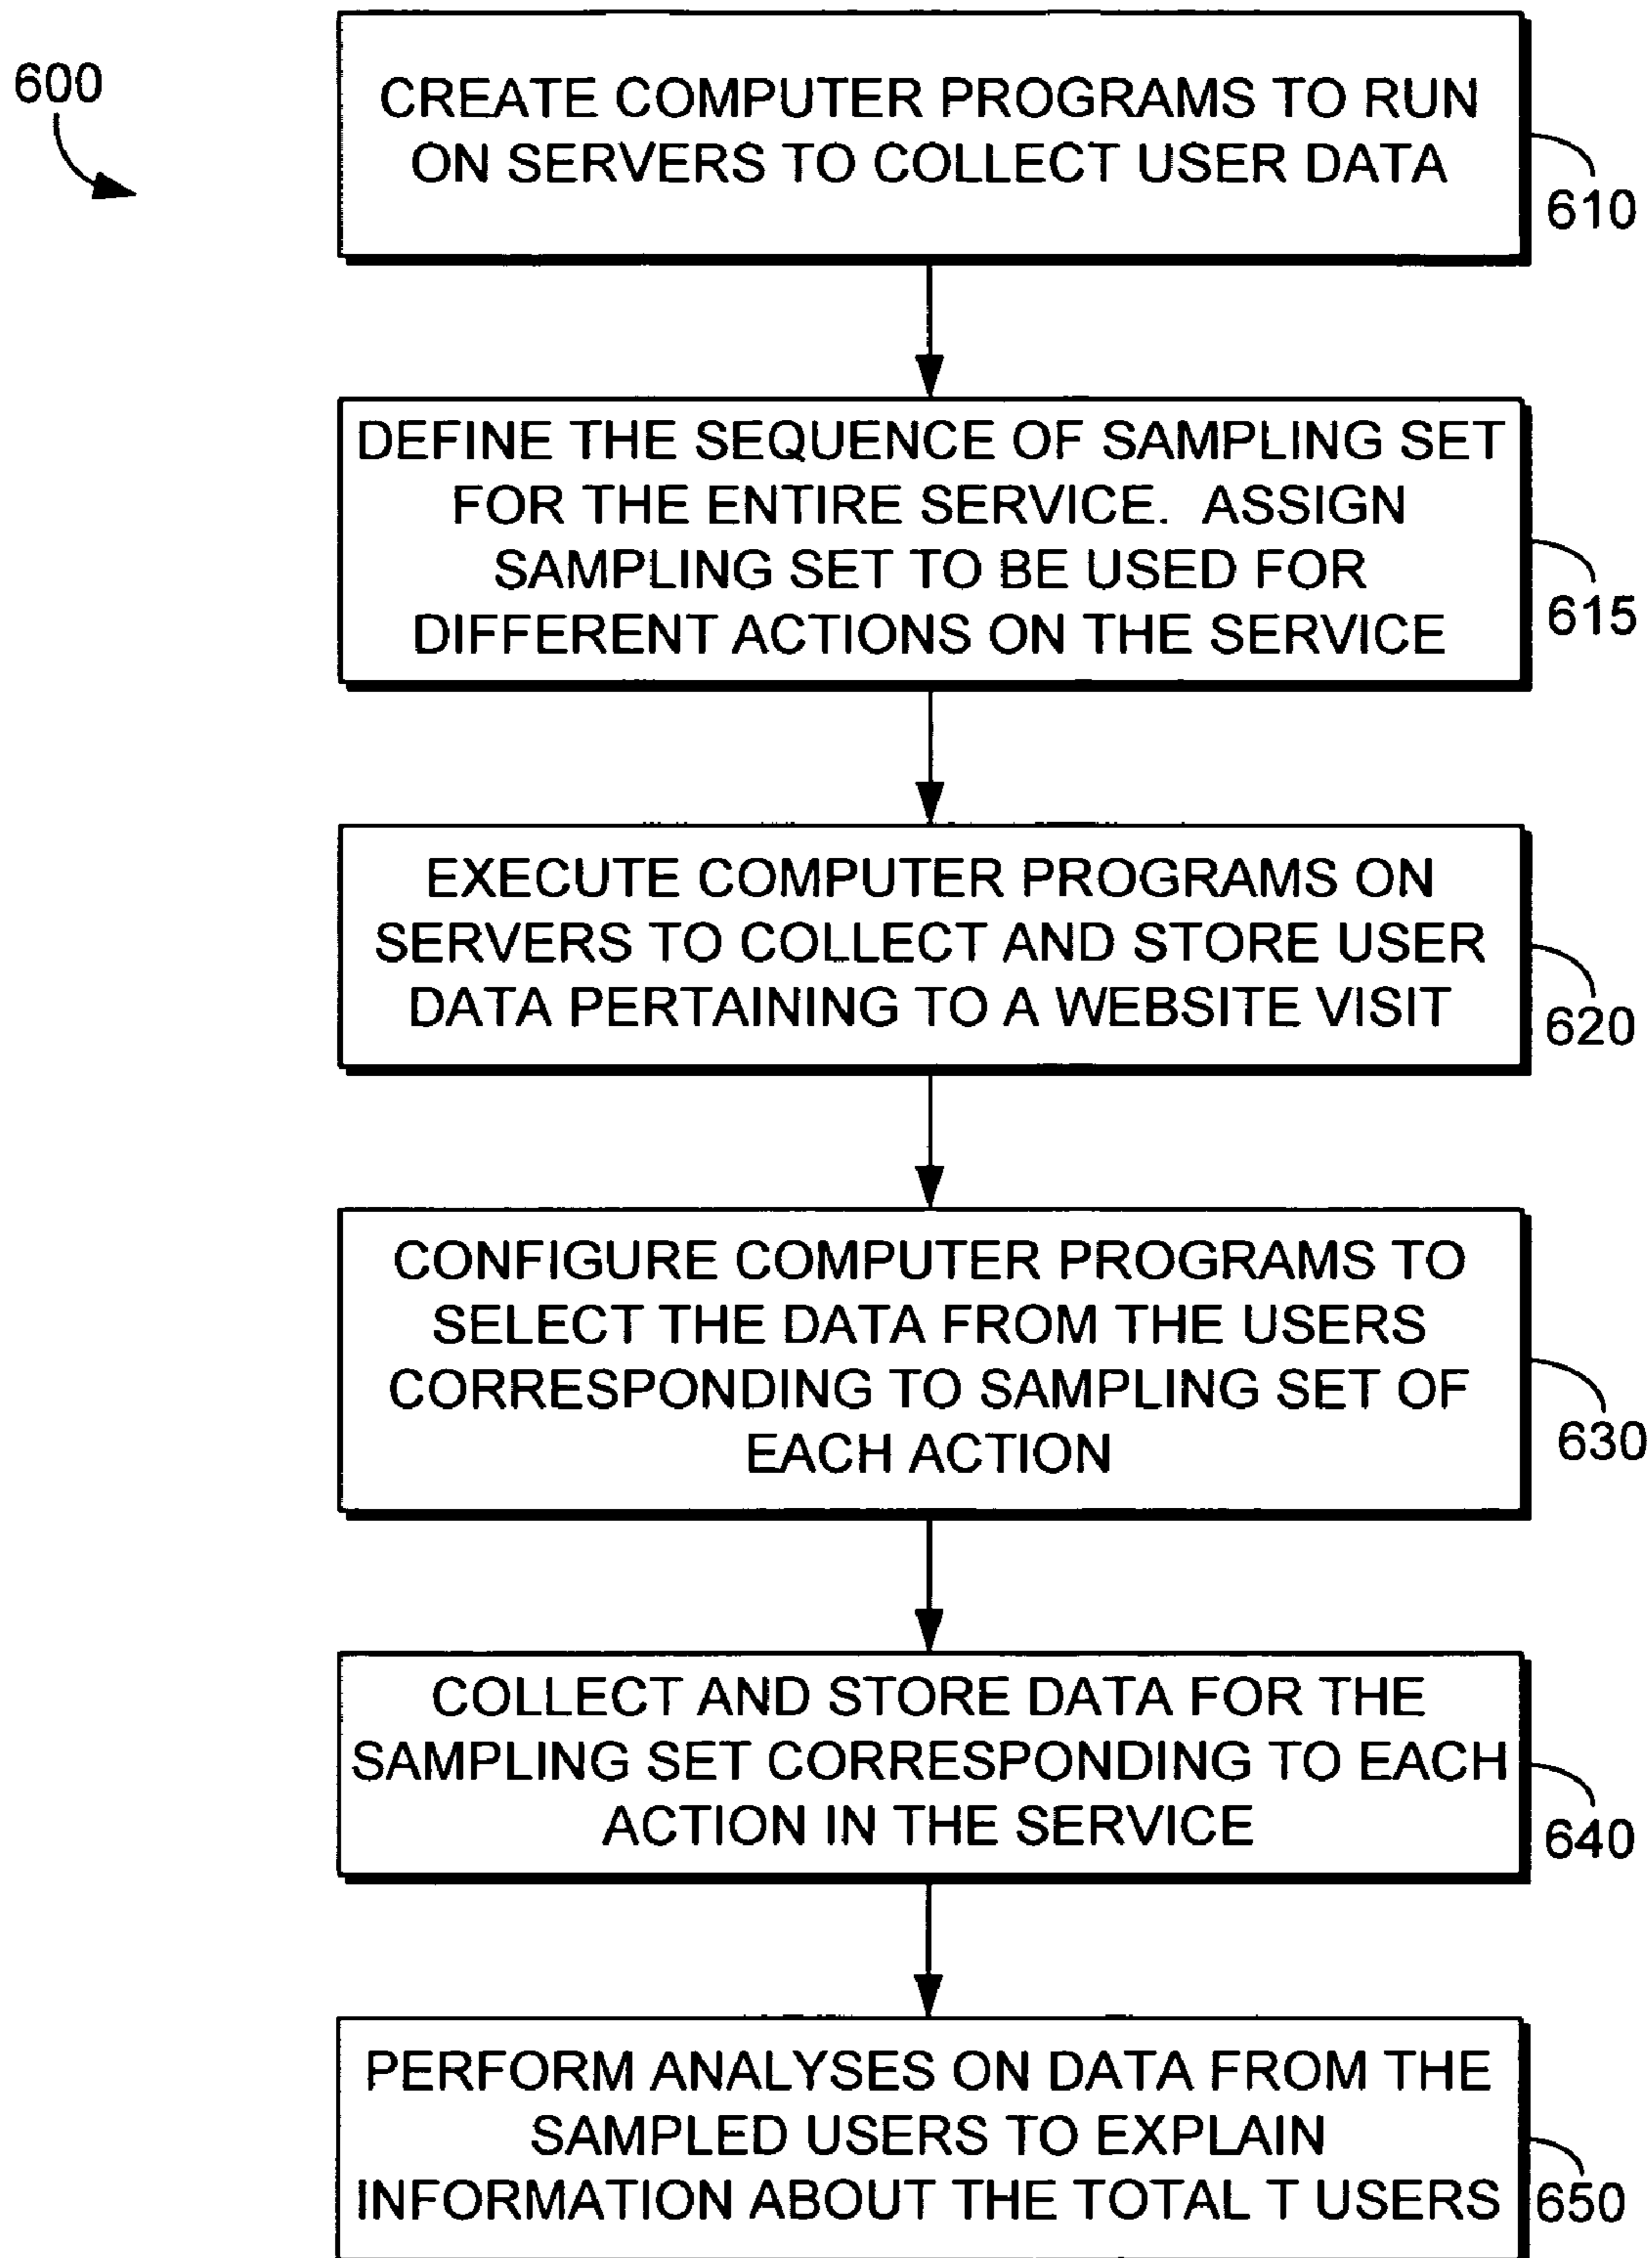 600
CREATE COMPUTER PROGRAMS TO RUN
ON SERVERS TO COLLECT USER DATA
610
DEFINE THE SEQUENCE OF SAMPLING SET
FOR THE ENTIRE SERVICE. ASSIGN
SAMPLING SET TO BE USED FOR
DIFFERENT ACTIONS ON THE SERVICE
615
EXECUTE COMPUTER PROGRAMS ON
SERVERS TO COLLECT AND STORE USER
DATA PERTAINING TO A WEBSITE VISIT
620
CONFIGURE COMPUTER PROGRAMS TO
SELECT THE DATA FROM THE USERS
CORRESPONDING TO SAMPLING SET OF
EACH ACTION
630
COLLECT AND STORE DATA FOR THE
SAMPLING SET CORRESPONDING TO EACH
ACTION IN THE SERVICE
640
PERFORM ANALYSES ON DATA FROM THE
SAMPLED USERS TO EXPLAIN
INFORMATION ABOUT THE TOTAL T USERS
650